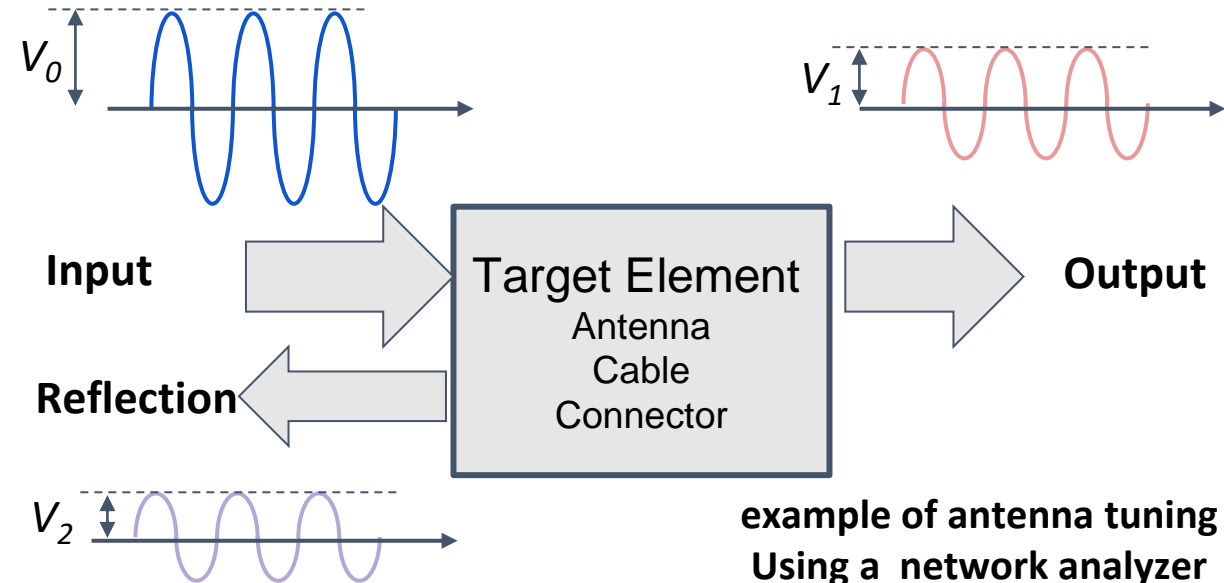 V0
V1
Input
Target Element
Antenna
Cable
Connector
Output
Reflection
V2
example of antenna tuning
Using a network analyzer